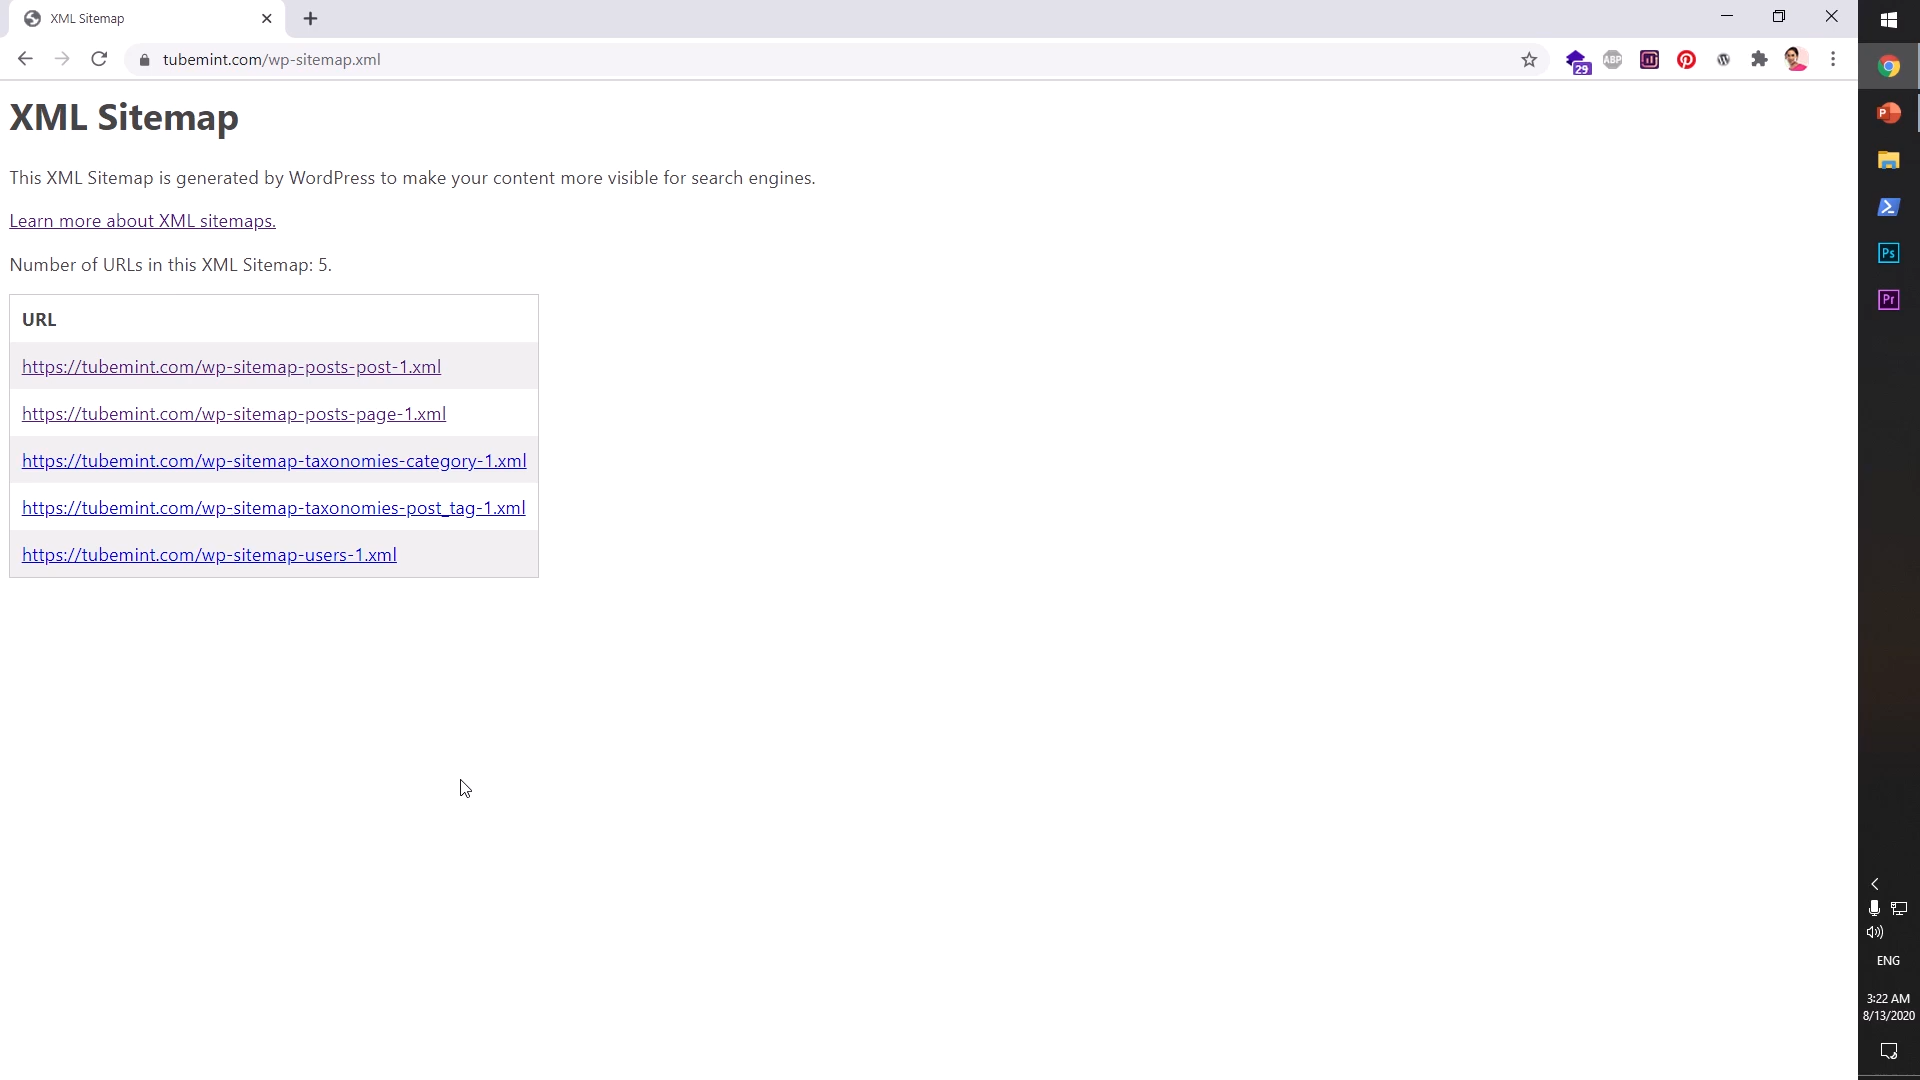 XML Sitemap
tubemint.com/wp-sitemap.xml
29
ABP
XML Sitemap
This XML Sitemap is generated by WordPress to make your content more visible for search engines.
Learn more about XML sitemaps.
Number of URLs in this XML Sitemap: 5.
URL
https://tubemint.com/wp-sitemap-posts-post-1.xml
https://tubemint.com/wp-sitemap-posts-page-1.xml
https://tubemint.com/wp-sitemap-taxonomies-category-1.xml
https://tubemint.com/wp-sitemap-taxonomies-post_tag-1.xml
https://tubemint.com/wp-sitemap-users-1.xml
P
Ps
Pr
ENG
3:22 AM
8/13/2020